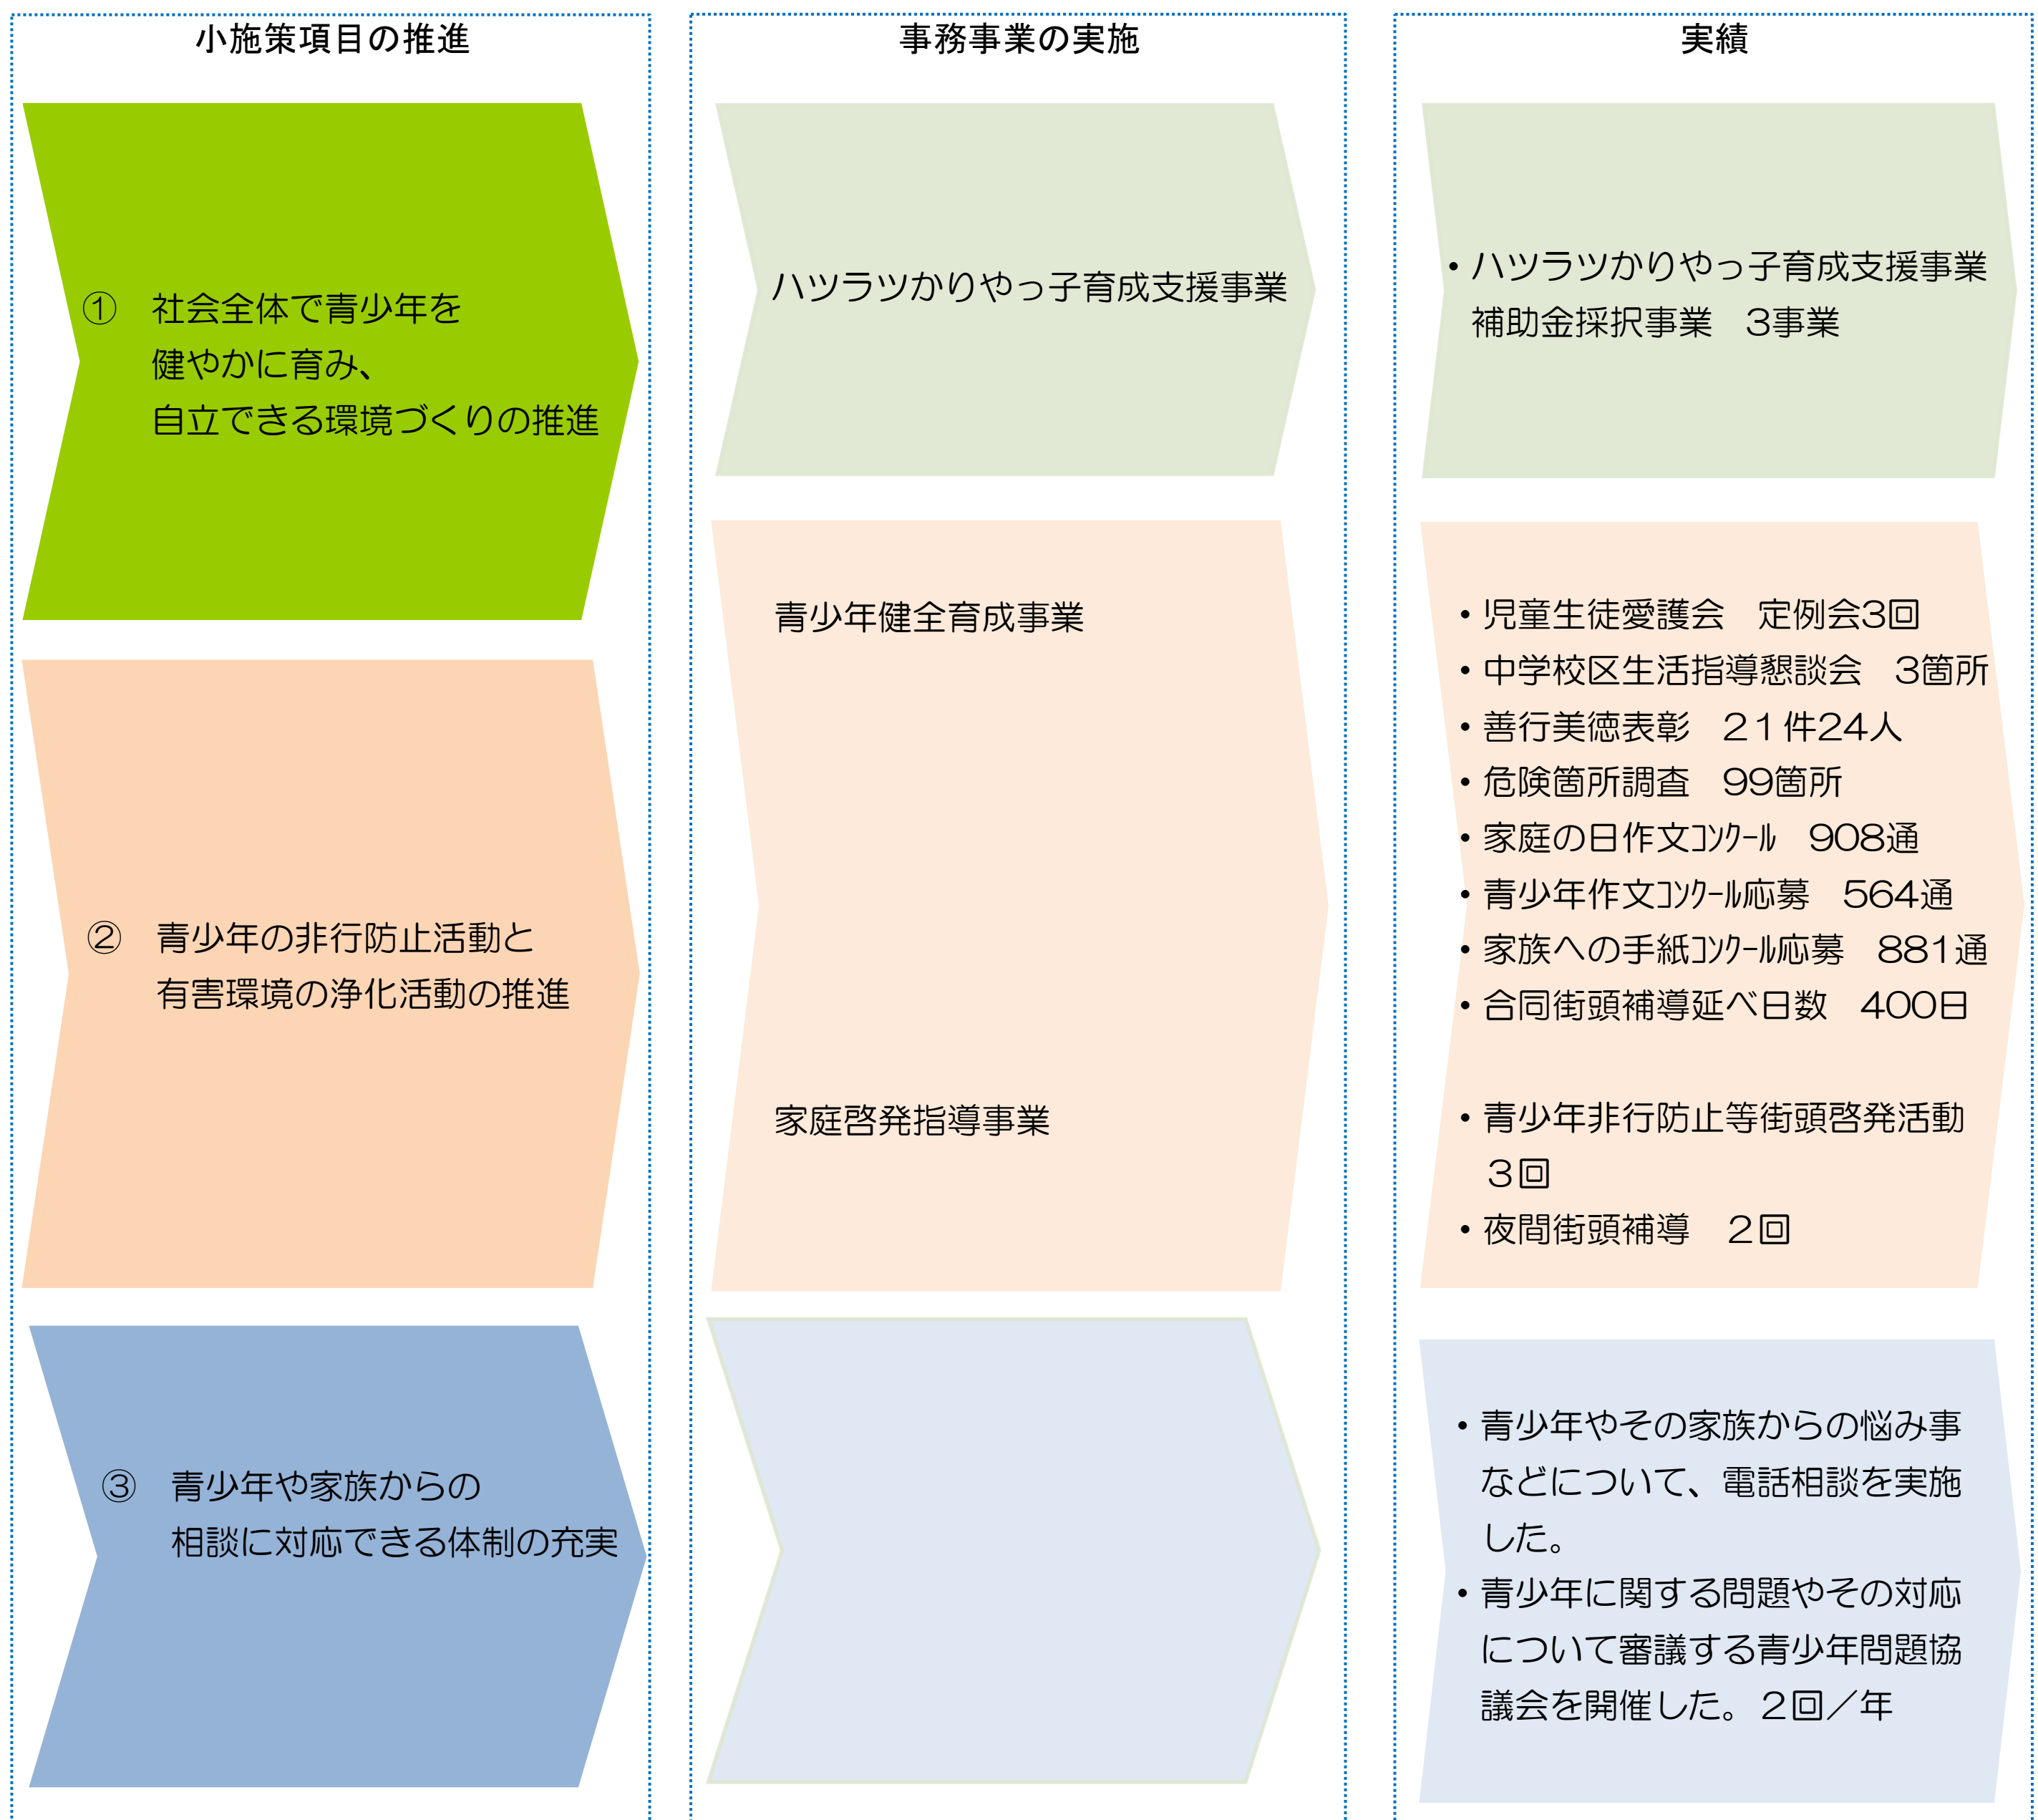 小施策項目の推進
事務事業の実施
実績
①　社会全体で青少年を
健やかに育み、
自立できる環境づくりの推進
ハツラツかりやっ子育成支援事業
・ハツラツかりやっ子育成支援事業
補助金採択事業　3事業
②　青少年の非行防止活動と
有害環境の浄化活動の推進
青少年健全育成事業
家庭啓発指導事業
・児童生徒愛護会　定例会3回
・中学校区生活指導懇談会　3箇所
・善行美徳表彰　２１件24人
・危険箇所調査　99箇所
・家庭の日作文ｺﾝｸｰﾙ　908通
・青少年作文ｺﾝｸｰﾙ応募　564通
・家族への手紙ｺﾝｸｰﾙ応募　881通
・合同街頭補導延べ日数　400日
・青少年非行防止等街頭啓発活動
３回
・夜間街頭補導　２回
③　青少年や家族からの
相談に対応できる体制の充実
・青少年やその家族からの悩み事
などについて、電話相談を実施
した。
・青少年に関する問題やその対応
について審議する青少年問題協
議会を開催した。２回／年